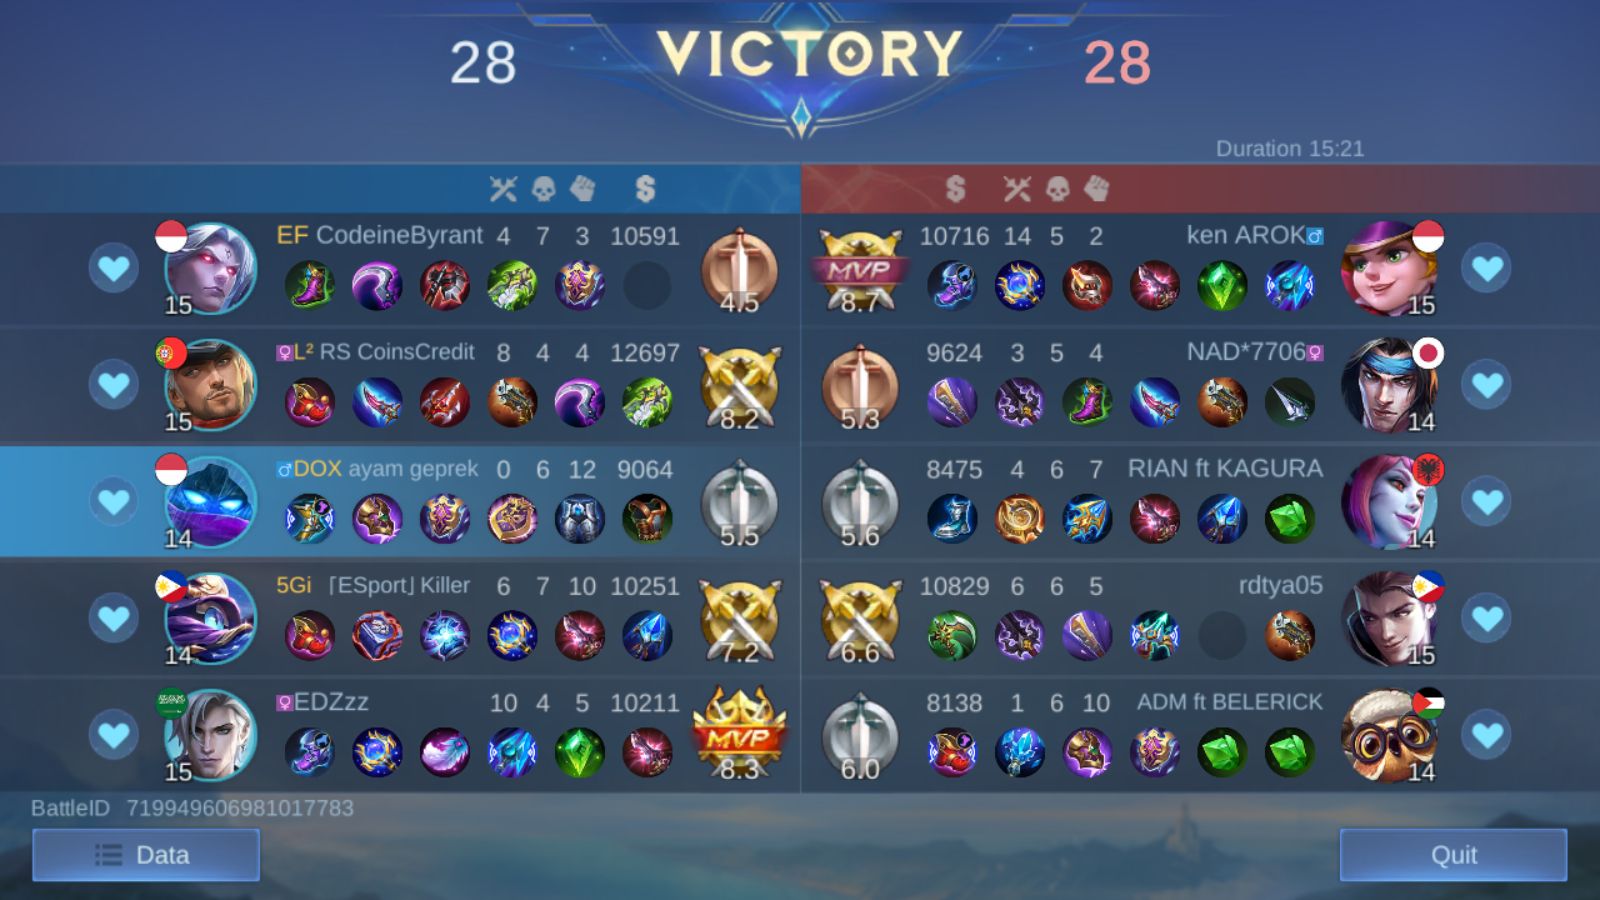 28 VICTORY 28
Duration 15:21
EF CodeineByrant 4 7 3 10591
15 4.5
MVP 8.7 10716 14 5 2 ken AROK
15
L² RS CoinsCredit 4 8 4 4 12697
15 8.2
5.3 9624 3 5 4 NAD*7706
14
DOX ayam geprek 0 6 12 9064
14 5.5
5.6 8475 4 6 7 RIAN ft KAGURA
14
5Gi 「ESport」Killer 6 7 10 10251
14 7.2
6.6 10829 6 6 5 rdtya05
15
EDZzz 10 4 5 10211
15 MVP 8.3
6.0 8138 1 6 10 ADM ft BELERICK
14
BattleID 719949606981017783
Data
Quit